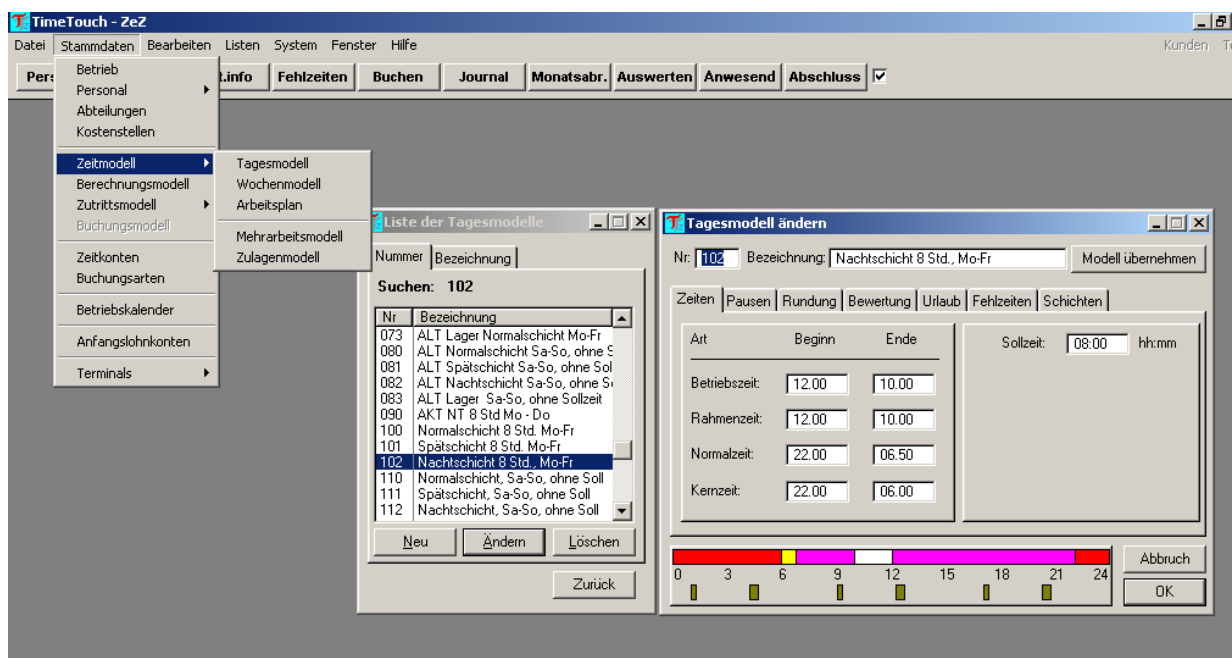 TimeTouch - ZeZ
Datei Stammdaten Bearbeiten Listen System Fenster Hilfe Kunden
Pers .info Fehlzeiten Buchen Journal Monatsabr. Auswerten Anwesend Abschluss
Betrieb
Personal
Abteilungen
Kostenstellen
Zeitmodell
Berechnungsmodell
Zutrittsmodell
Buchungsmodell
Zeitkonten
Buchungsarten
Betriebskalender
Anfangslohnkonten
Terminals
Tagesmodell
Wochenmodell
Arbeitsplan
Mehrarbeitsmodell
Zulagenmodell
Liste der Tagesmodelle
Nummer Bezeichnung
Suchen: 102
Nr Bezeichnung
073 ALT Lager Normalschicht Mo-Fr
080 ALT Normalschicht Sa-So, ohne S
081 ALT Spätschicht Sa-So, ohne Sol
082 ALT Nachtschicht Sa-So, ohne S
083 ALT Lager Sa-So, ohne Sollzeit
090 AKT NT 8 Std Mo - Do
100 Normalschicht 8 Std. Mo-Fr
101 Spätschicht 8 Std. Mo-Fr
102 Nachtschicht 8 Std., Mo-Fr
110 Normalschicht, Sa-So, ohne Soll
111 Spätschicht, Sa-So, ohne Soll
112 Nachtschicht, Sa-So, ohne Soll
Neu Ändern Löschen
Zurück
Tagesmodell ändern
Nr: 102 Bezeichnung: Nachtschicht 8 Std., Mo-Fr Modell übernehmen
Zeiten Pausen Rundung Bewertung Urlaub Fehlzeiten Schichten
Art Beginn Ende Sollzeit: 08:00 hh:mm
Betriebszeit: 12.00 10.00
Rahmenzeit: 12.00 10.00
Normalzeit: 22.00 06.50
Kernzeit: 22.00 06.00
0 3 6 9 12 15 18 21 24
Abbruch
OK